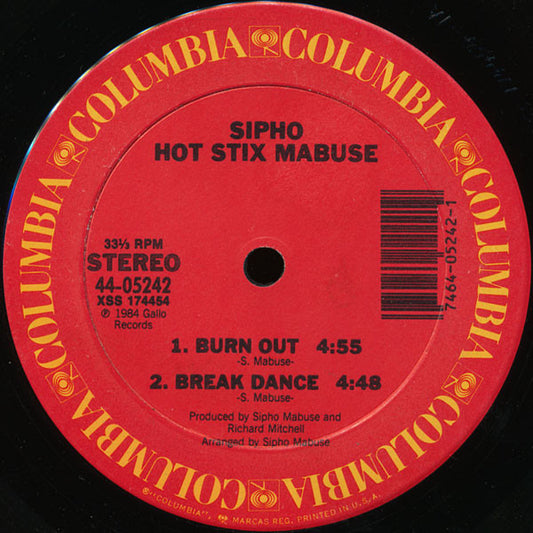 COLUMBIA COLUMBIA COLUMBIA COLUMBIA COLUMBIA COLUMBIA
SIPHO
HOT STIX MABUSE
33⅓ RPM
STEREO
44-05242
XSS 174454
℗ 1984 Gallo
Records
7464-05242-1
1. BURN OUT 4:55
-S. Mabuse-
2. BREAK DANCE 4:48
-S. Mabuse-
Produced by Sipho Mabuse and
Richard Mitchell
Arranged by Sipho Mabuse
®"COLUMBIA", MARCAS REG. PRINTED IN U.S.A.